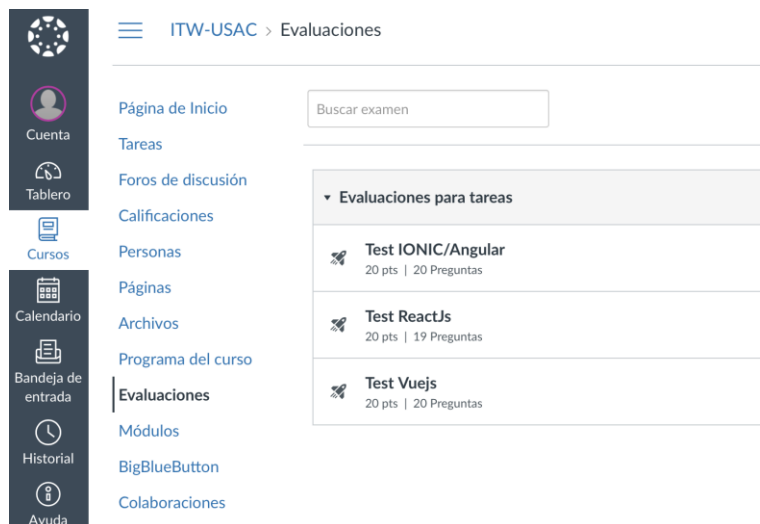 ITW-USAC > Evaluaciones
Cuenta
Tablero
Cursos
Calendario
Bandeja de
entrada
Historial
Ayuda
Página de Inicio
Tareas
Foros de discusión
Calificaciones
Personas
Páginas
Archivos
Programa del curso
Evaluaciones
Módulos
BigBlueButton
Colaboraciones
Buscar examen
Evaluaciones para tareas
Test IONIC/Angular
20 pts | 20 Preguntas
Test ReactJs
20 pts | 19 Preguntas
Test Vuejs
20 pts | 20 Preguntas